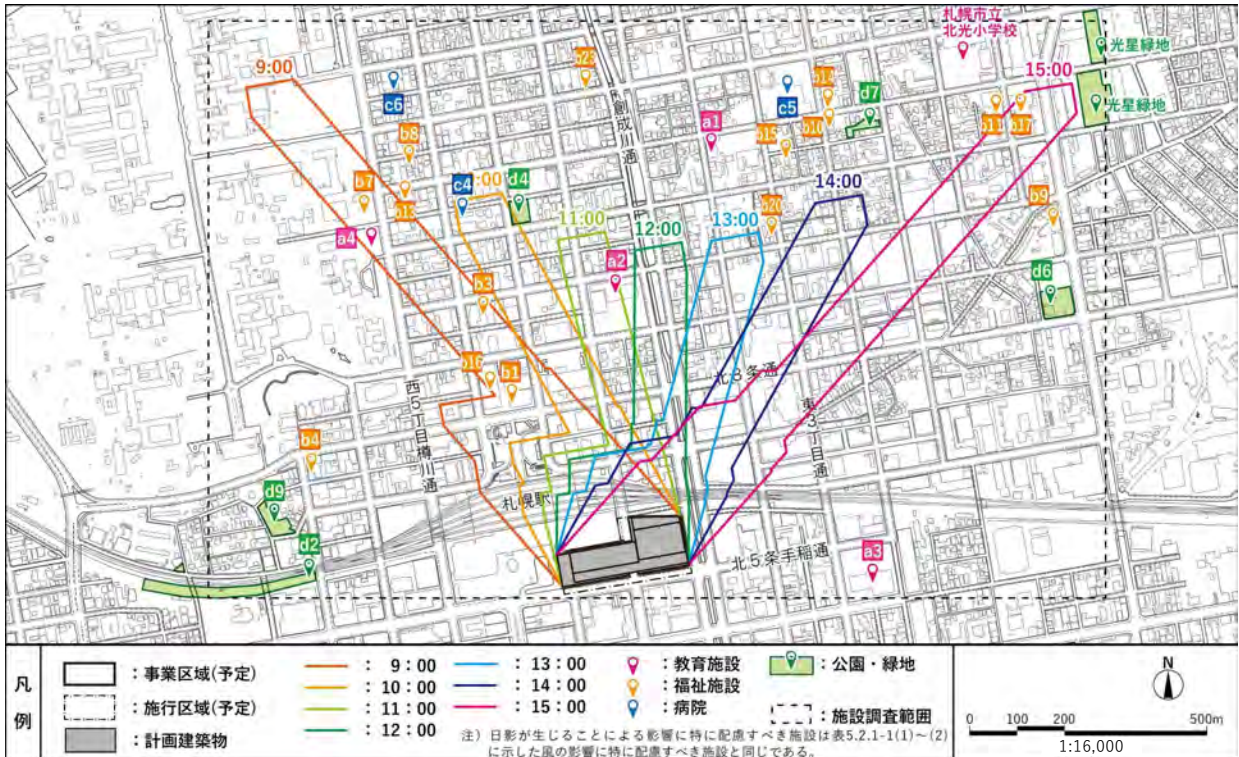 札幌市立
北光小学校
光星緑地
9:00
b23
b14
15:00
c6
c5
d7
光星緑地
創成川通
a1
b8
b15
b10
b11
b17
b7
c4
:00
d4
14:00
b13
11:00
13:00
b20
b9
12:00
a4
a2
d6
b3
b16
b1
北8条通
西5丁目樽川通
東3丁目通
b4
d9
札幌駅
d2
北5条手稲通
a3
凡例
:事業区域(予定)
:施行区域(予定)
:計画建築物
: 9:00
: 10:00
: 11:00
: 12:00
: 13:00
: 14:00
: 15:00
:教育施設
:福祉施設
:病院
:公園・緑地
:施設調査範囲
注）日影が生じることによる影響に特に配慮すべき施設は表5.2.1-1(1)~(2)
に示した風の影響に特に配慮すべき施設と同じである。
N
0 100 200 500m
1:16,000